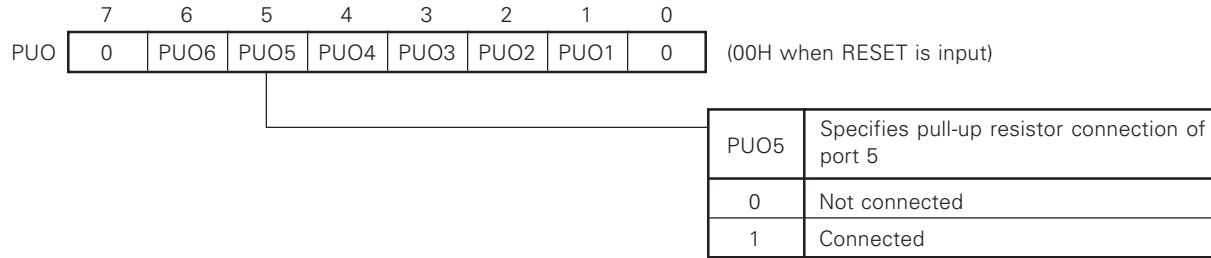 7 6 5 4 3 2 1 0
PUO 0 PUO6 PUO5 PUO4 PUO3 PUO2 PUO1 0 (00H when RESET is input)
PUO5 Specifies pull-up resistor connection of
port 5
0 Not connected
1 Connected